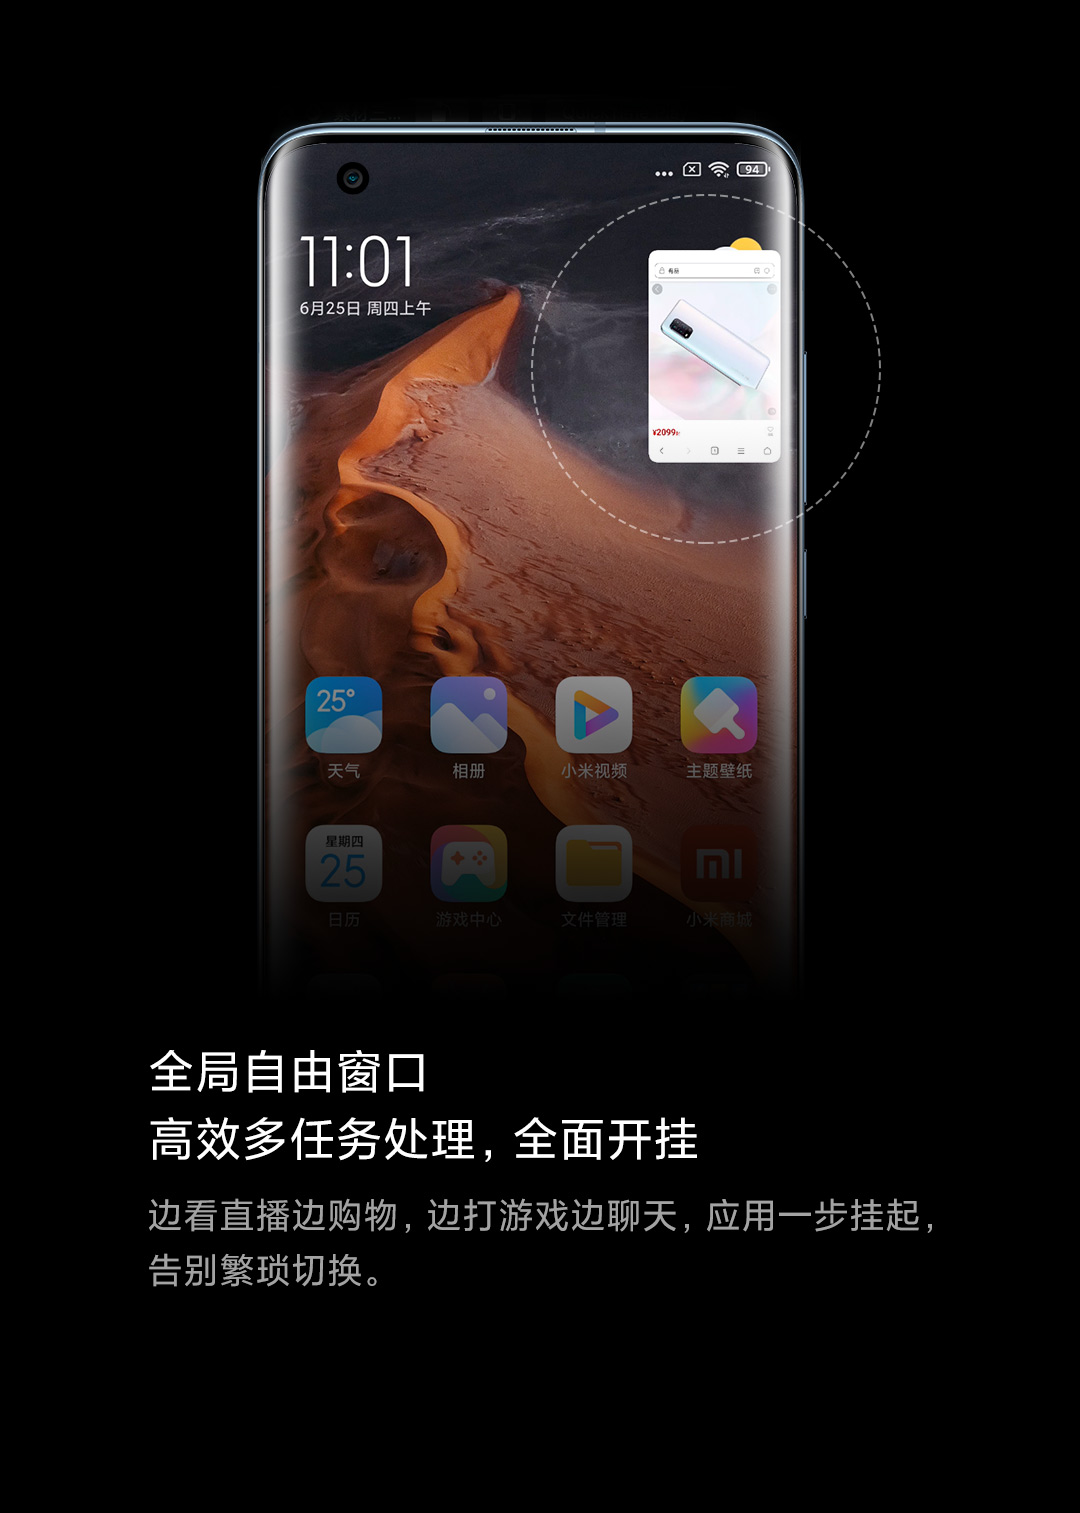 94
11:01
6月25日 周四上午
有品
¥2099
25°
天气
相册
小米视频
主题壁纸
星期四
25
mi
日历
游戏中心
文件管理
小米商城
全局自由窗口
高效多任务处理，全面开挂
边看直播边购物，边打游戏边聊天，应用一步挂起，
告别繁琐切换。